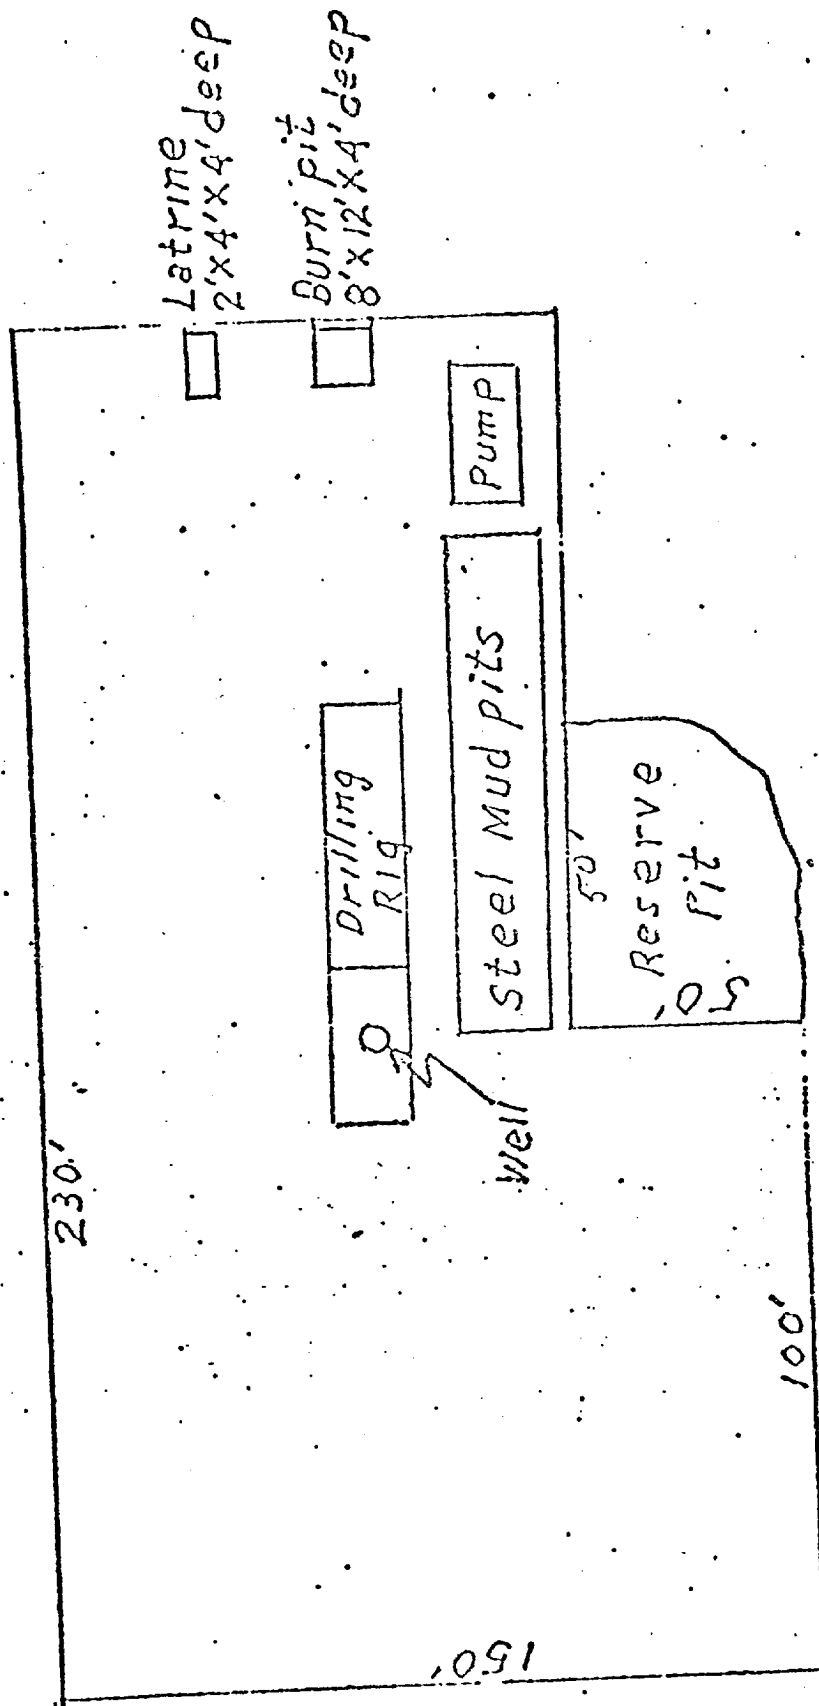 Latrine
2'x4'x4' deep
Burn pit
8'x12'x4' deep
230'
Pump
Drilling
Rig
Steel Mud pits
Well
50'
Reserve
Pit
50'
100'
150'